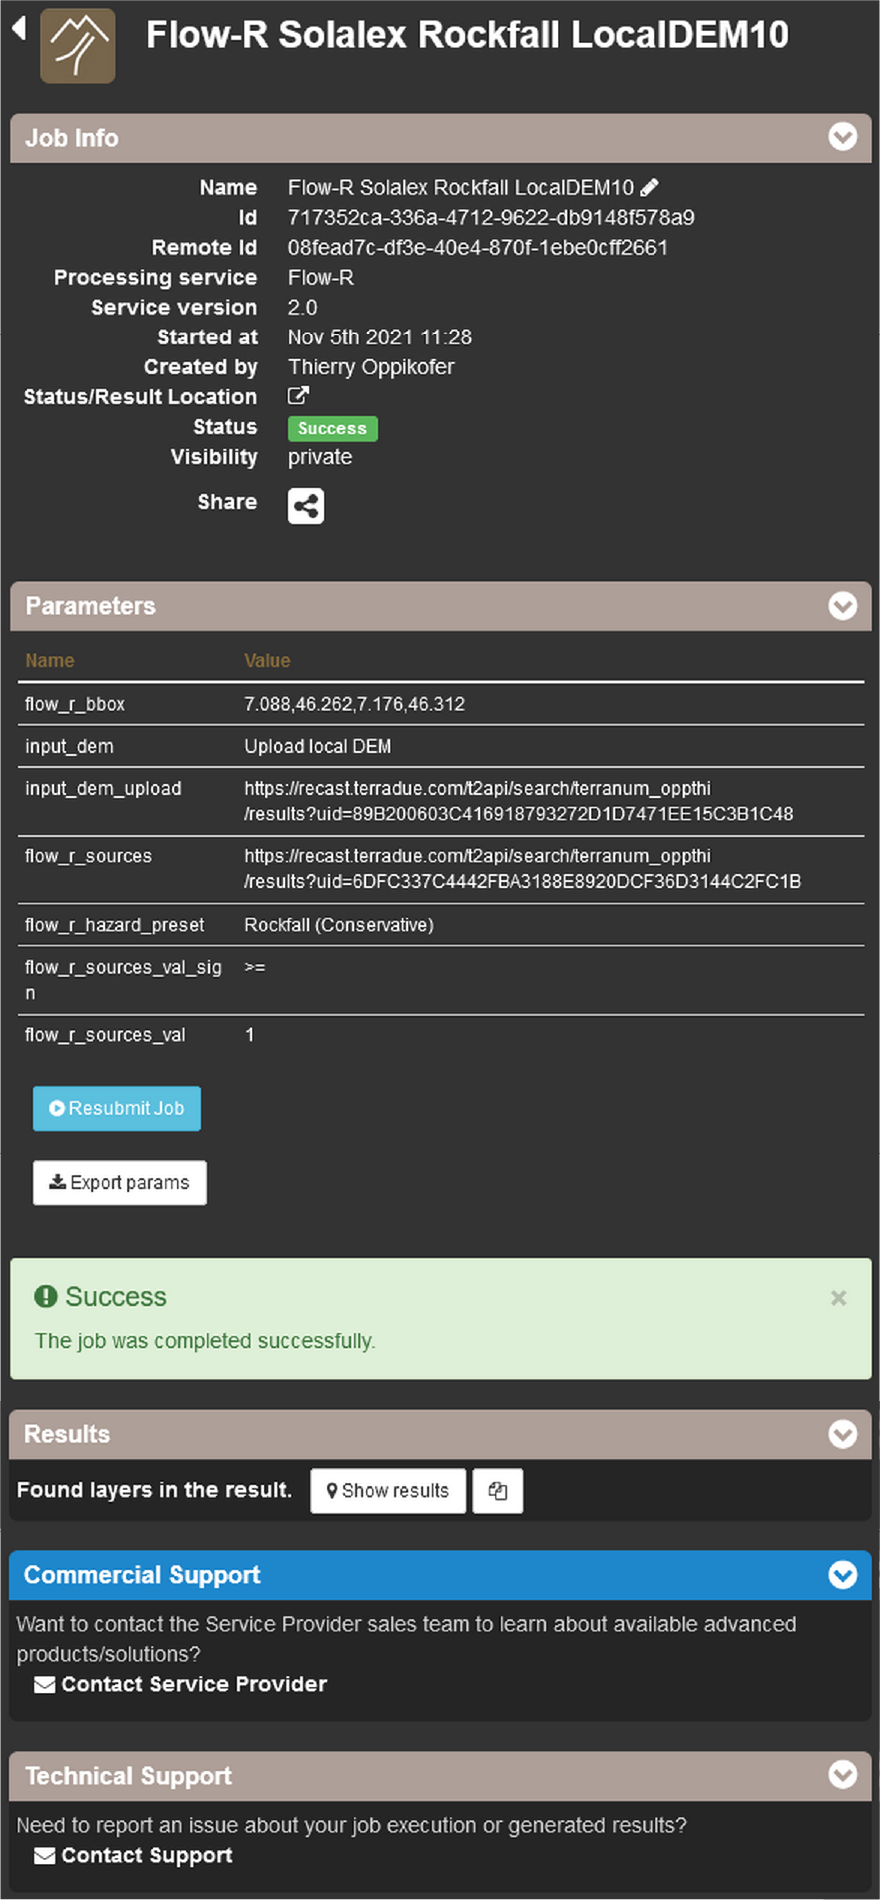 Flow-R Solalex Rockfall LocalDEM10
Job Info
Name Flow-R Solalex Rockfall LocalDEM10
Id 717352ca-336a-4712-9622-db9148f578a9
Remote Id 08fead7c-df3e-40e4-870f-1ebe0cff2661
Processing service Flow-R
Service version 2.0
Started at Nov 5th 2021 11:28
Created by Thierry Oppikofer
Status/Result Location
Status Success
Visibility private
Share
Parameters
Name Value
flow_r_bbox 7.088,46.262,7.176,46.312
input_dem Upload local DEM
input_dem_upload https://recast.terradue.com/t2api/search/terranum_oppthi
/results?uid=89B200603C416918793272D1D7471EE15C3B1C48
flow_r_sources https://recast.terradue.com/t2api/search/terranum_oppthi
/results?uid=6DFC337C4442FBA3188E8920DCF36D3144C2FC1B
flow_r_hazard_preset Rockfall (Conservative)
flow_r_sources_val_sig >=
n
flow_r_sources_val 1
Resubmit Job
Export params
Success ×
The job was completed successfully.
Results
Found layers in the result. Show results
Commercial Support
Want to contact the Service Provider sales team to learn about available advanced
products/solutions?
Contact Service Provider
Technical Support
Need to report an issue about your job execution or generated results?
Contact Support